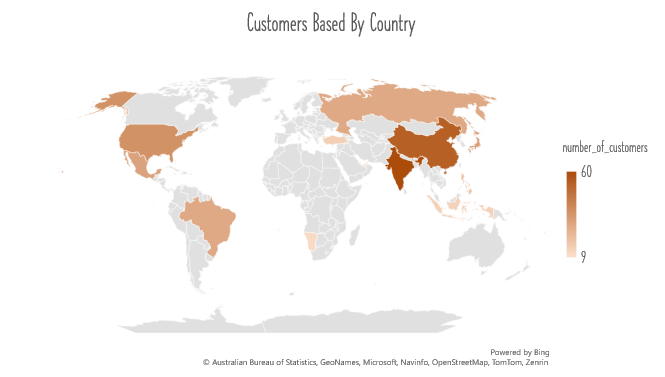 Customers Based By Country
number_of_customers
60
9
Powered by Bing
© Australian Bureau of Statistics, GeoNames, Microsoft, Navinfo, OpenStreetMap, TomTom, Zenrin